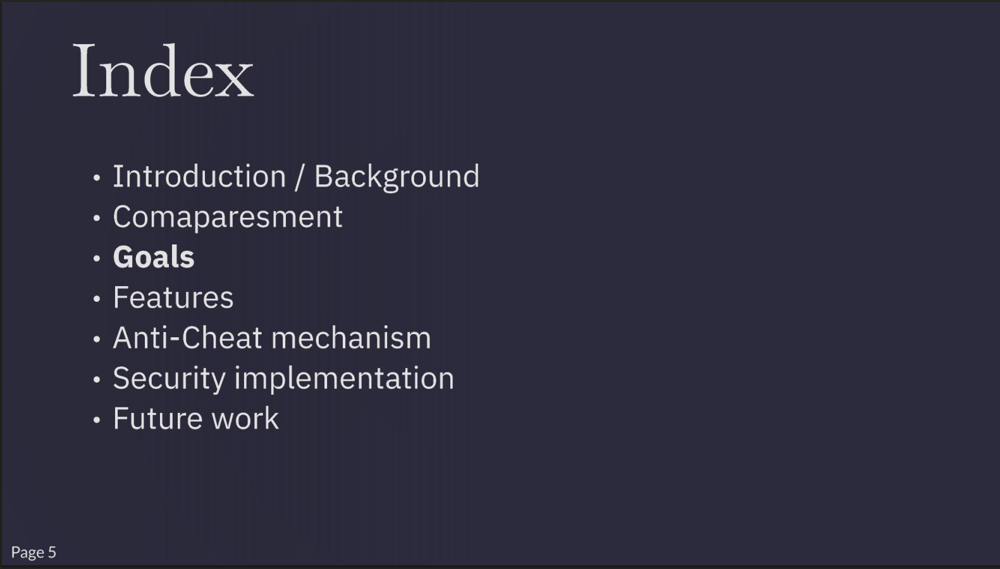 Index
• Introduction / Background
• Comaparesment
• Goals
• Features
• Anti-Cheat mechanism
• Security implementation
• Future work
Page 5